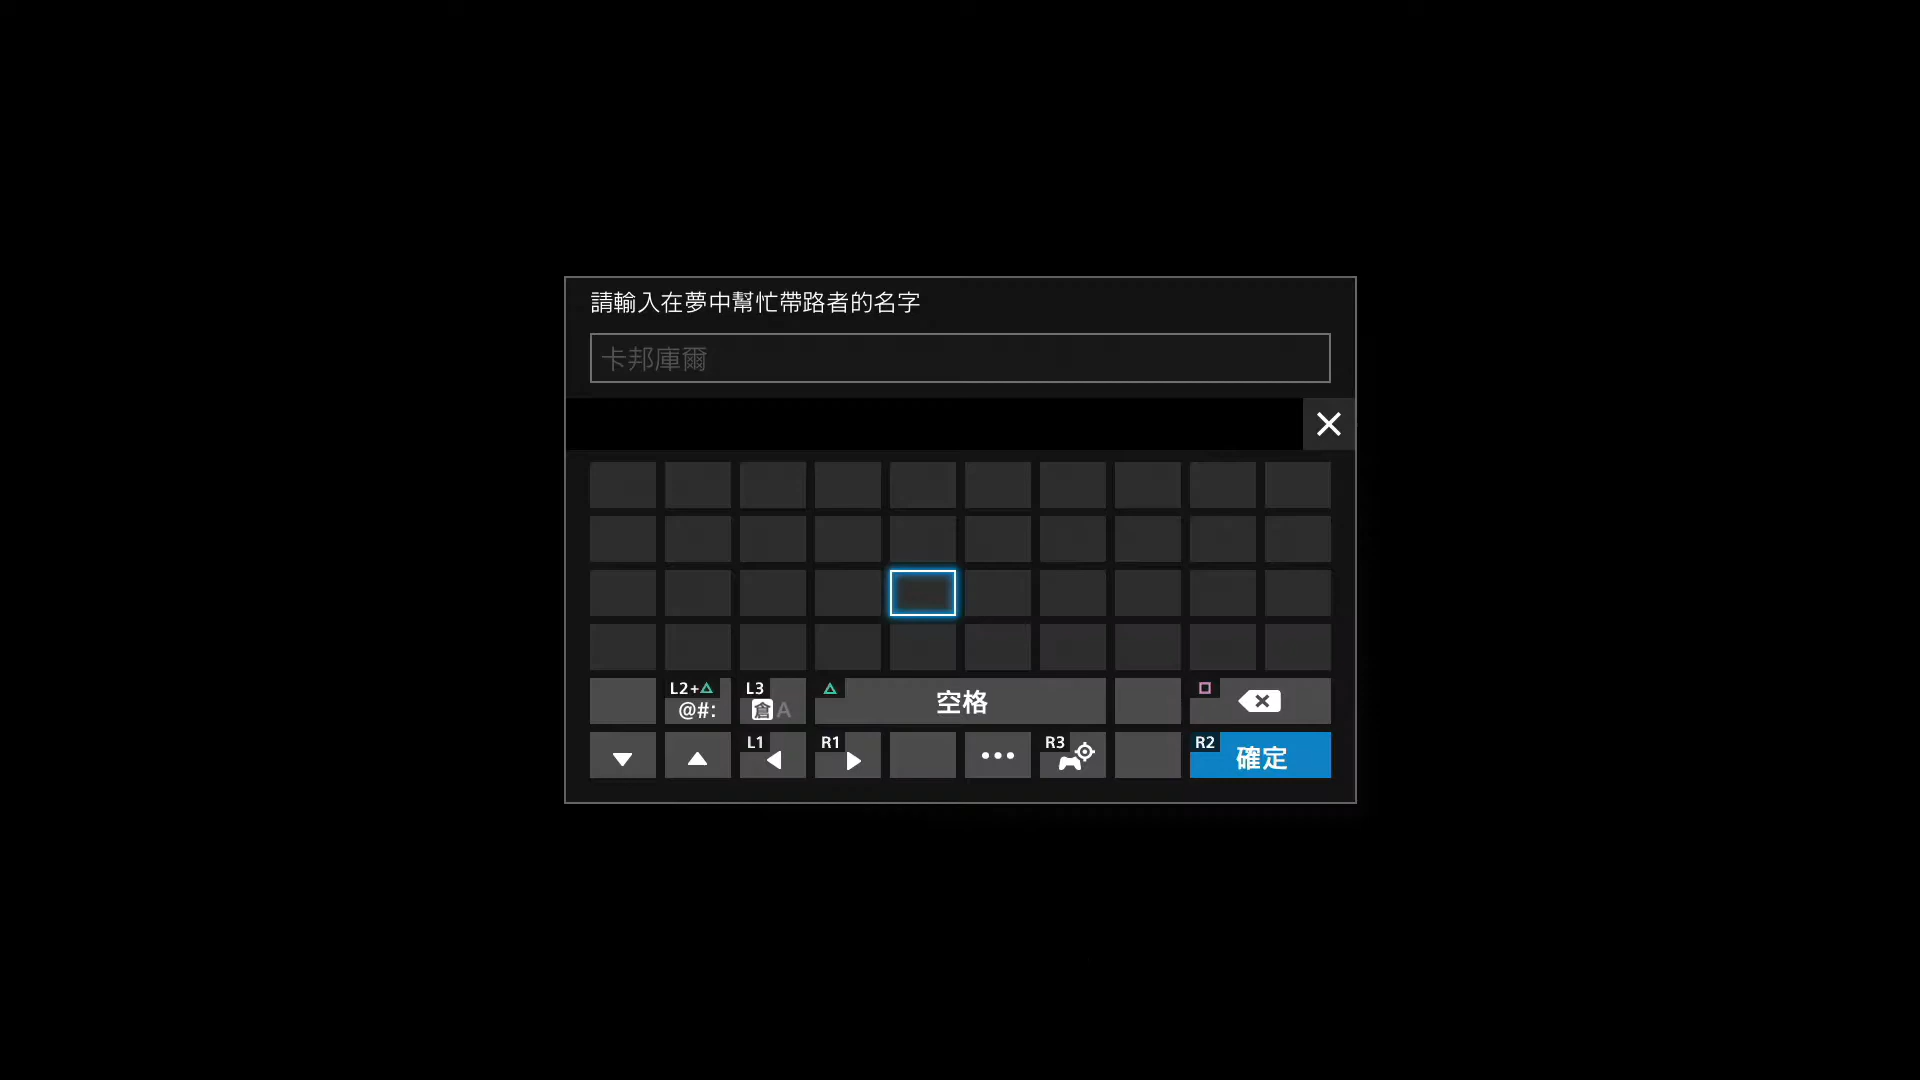 請輸入在夢中幫忙帶路者的名字
卡邦庫爾
L2+△ @#:
L3 倉 A
△ 空格
L1
R1
•••
R3
R2 確定